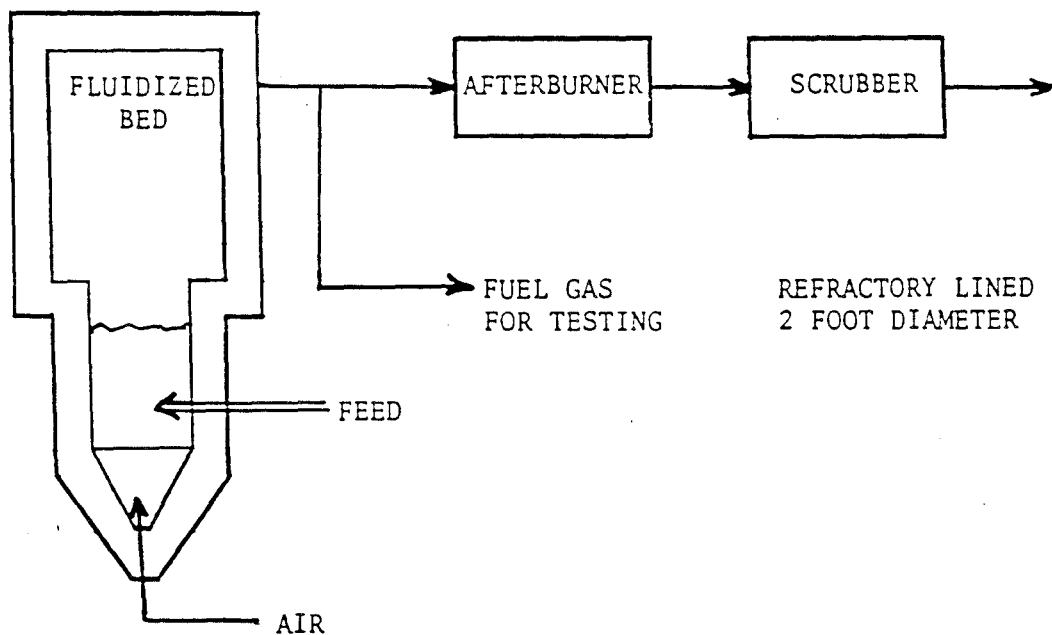 FLUIDIZED
BED
AFTERBURNER
SCRUBBER
FUEL GAS
FOR TESTING
REFRACTORY LINED
2 FOOT DIAMETER
FEED
AIR